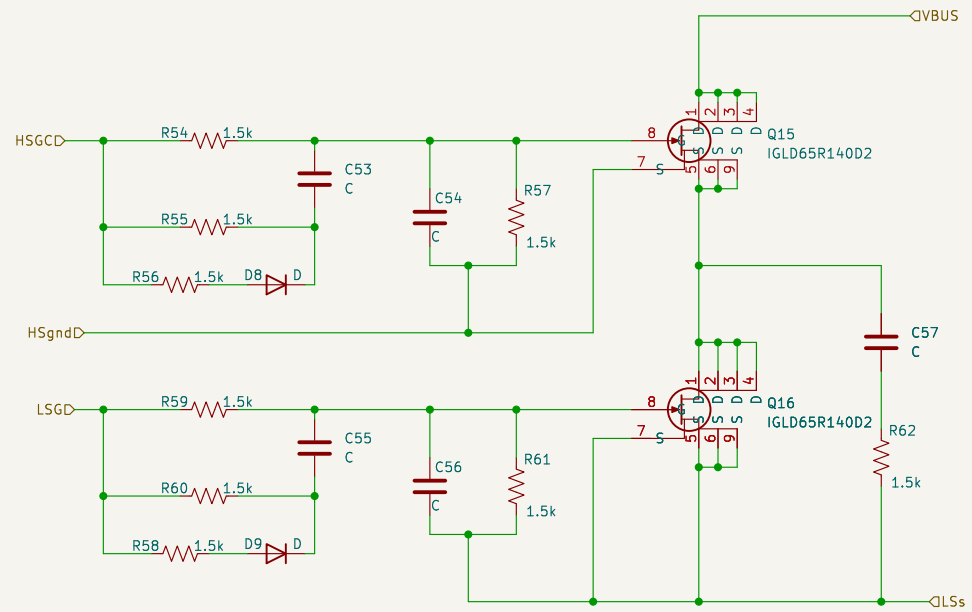 VBUS
1 2 3 4
D D D D
HSGC
R54 1.5k
8
G
Q15
IGLD65R140D2
7 S
S S S
5 6 9
C53
C
R55 1.5k
C54
C
R57
1.5k
R56 1.5k
D8 D
HSgnd
C57
C
1 2 3 4
D D D D
LSG
R59 1.5k
8
G
Q16
IGLD65R140D2
7 S
S S S
5 6 9
C55
C
R60 1.5k
C56
C
R61
1.5k
R62
1.5k
R58 1.5k
D9 D
LSs